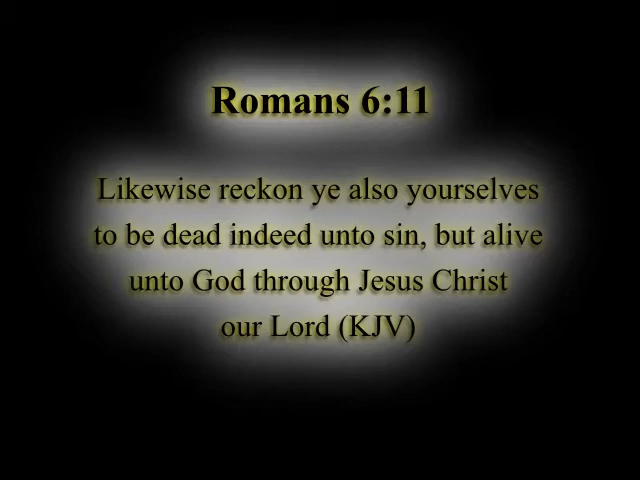 Romans 6:11
Likewise reckon ye also yourselves
to be dead indeed unto sin, but alive
unto God through Jesus Christ
our Lord (KJV)